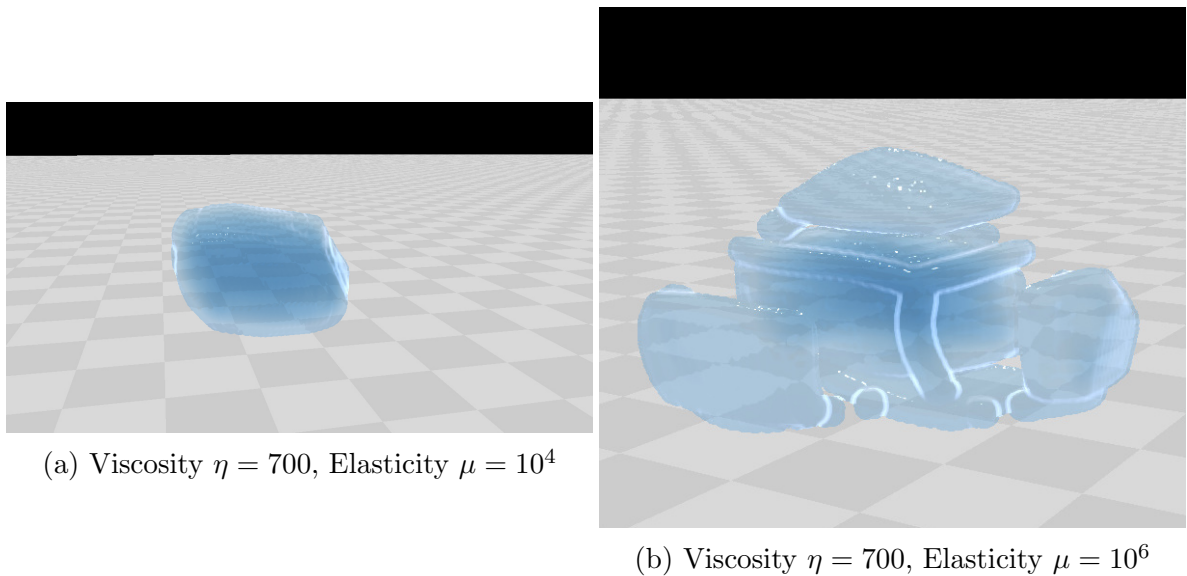 (a) Viscosity η = 700, Elasticity μ = 10⁴
(b) Viscosity η = 700, Elasticity μ = 10⁶